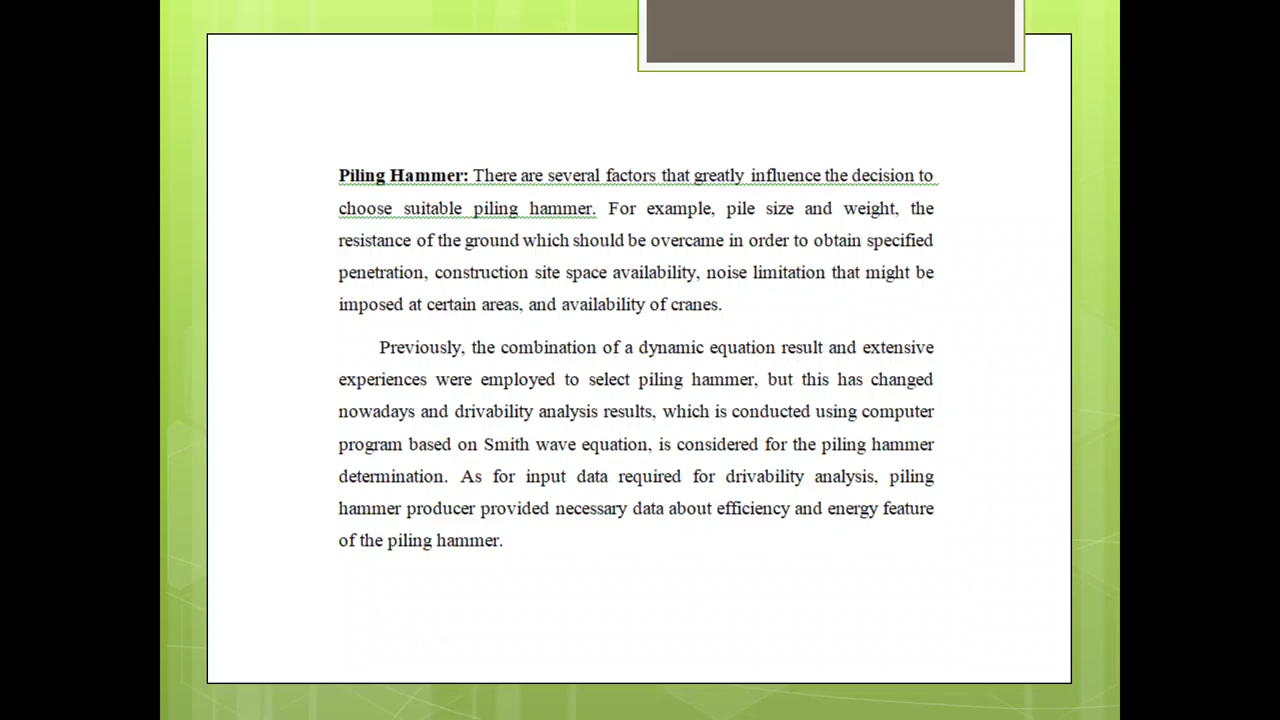 Piling Hammer: There are several factors that greatly influence the decision to
choose suitable piling hammer. For example, pile size and weight, the
resistance of the ground which should be overcame in order to obtain specified
penetration, construction site space availability, noise limitation that might be
imposed at certain areas, and availability of cranes.
Previously, the combination of a dynamic equation result and extensive
experiences were employed to select piling hammer, but this has changed
nowadays and drivability analysis results, which is conducted using computer
program based on Smith wave equation, is considered for the piling hammer
determination. As for input data required for drivability analysis, piling
hammer producer provided necessary data about efficiency and energy feature
of the piling hammer.